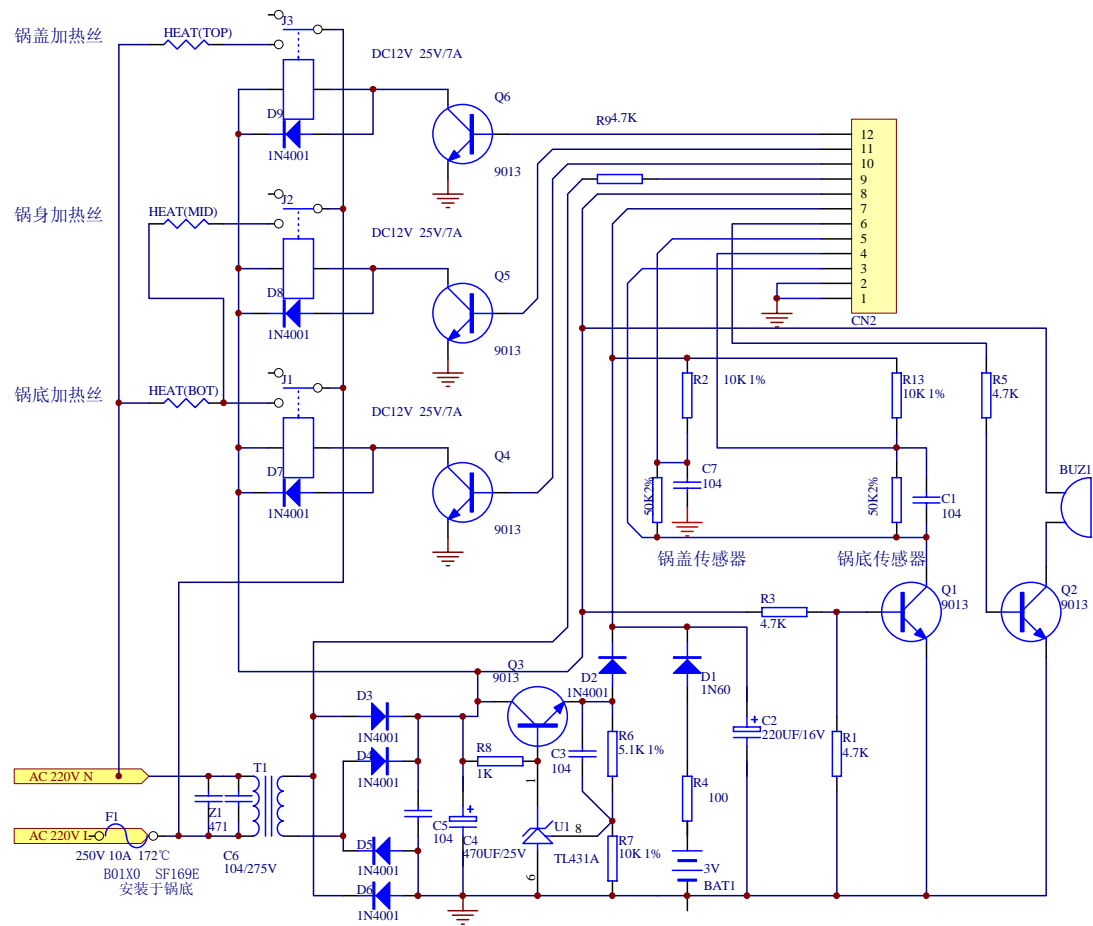 J3
锅盖加热丝
HEAT(TOP)
DC12V 25V/7A
D9
1N4001
Q6
9013
R94.7K
12
11
10
9
8
7
6
5
4
3
2
1
CN2
锅身加热丝
HEAT(MID)
J2
DC12V 25V/7A
D8
1N4001
Q5
9013
锅底加热丝
HEAT(BOT)
J1
DC12V 25V/7A
D7
1N4001
Q4
9013
R2
10K 1%
R13
10K 1%
R5
4.7K
C7
104
50K2%
50K2%
C1
104
BUZ1
锅盖传感器
锅底传感器
R3
4.7K
Q1
9013
Q2
9013
Q3
9013
D2
1N4001
D1
1N60
D3
1N4001
D4
1N4001
R8
1K
C3
104
R6
5.1K 1%
C2
220UF/16V
R1
4.7K
R4
100
AC 220V N
T1
Z1
471
F1
AC 220V L
250V 10A 172℃
B01X0 SF169E
安装于锅底
C6
104/275V
C5
104
C4
470UF/25V
D5
1N4001
D6
1N4001
1
U1
8
TL431A
6
R7
10K 1%
3V
BAT1